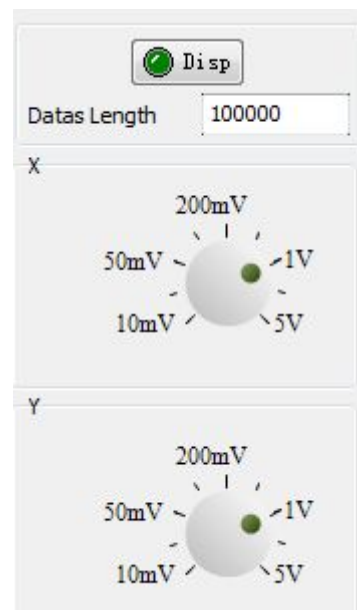 Disp
Datas Length 100000
X
200mV
50mV 1V
10mV 5V
Y
200mV
50mV 1V
10mV 5V